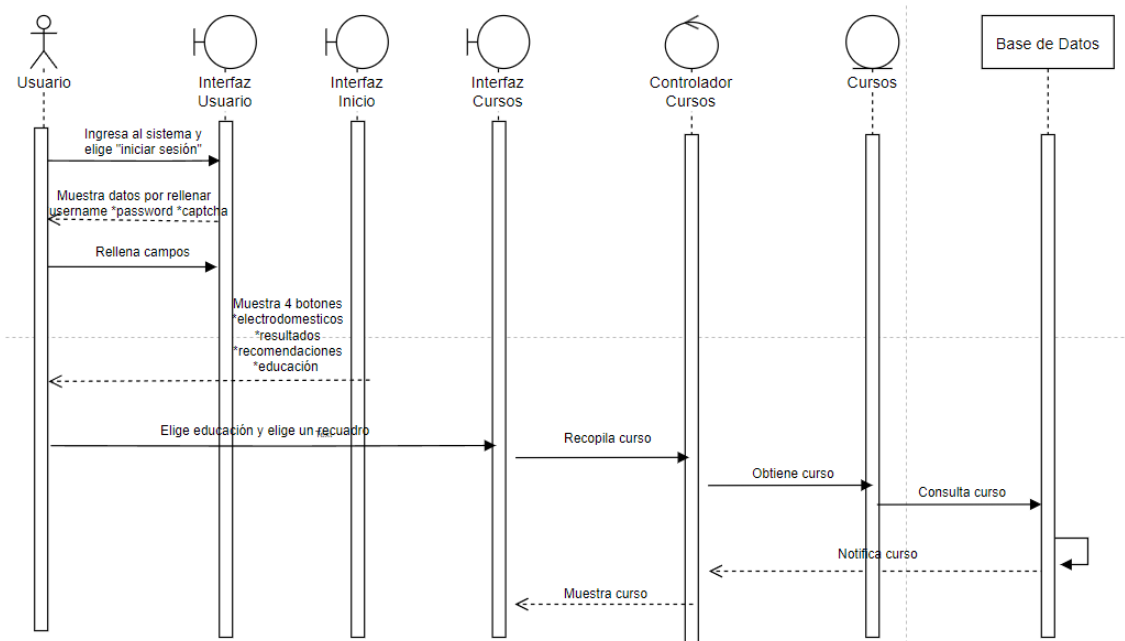 Usuario
Interfaz
Usuario
Interfaz
Inicio
Interfaz
Cursos
Controlador
Cursos
Cursos
Base de Datos
Ingresa al sistema y
elige "iniciar sesión"
Muestra datos por rellenar
username *password *captcha
Rellena campos
Muestra 4 botones
*electrodomesticos
*resultados
*recomendaciones
*educación
Elige educación y elige un recuadro
Recopila curso
Obtiene curso
Consulta curso
Notifica curso
Muestra curso